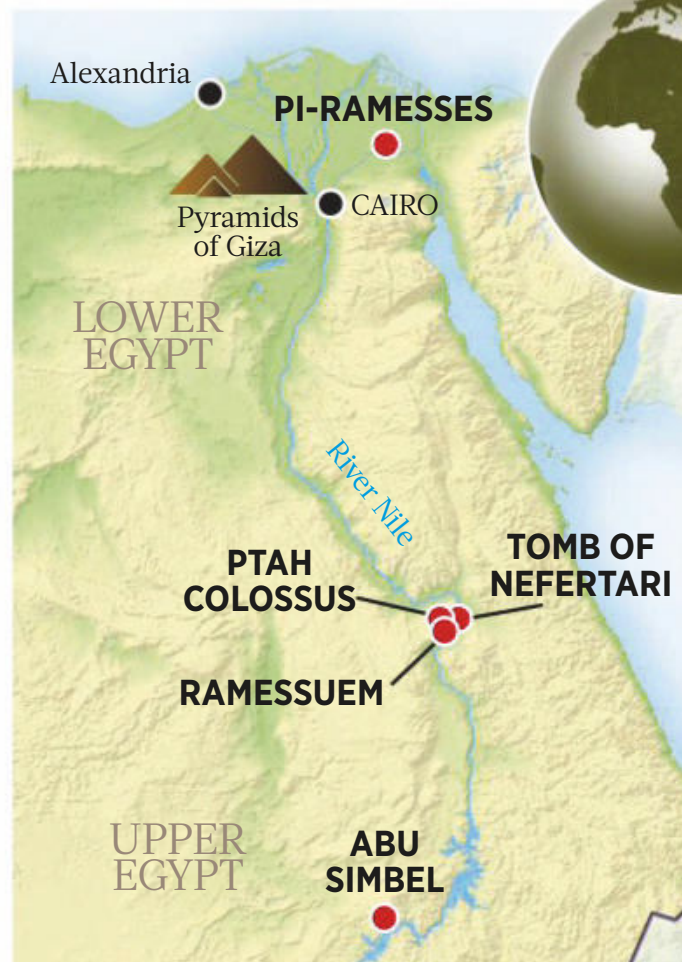 Alexandria
PI-RAMESSES
CAIRO
Pyramids
of Giza
LOWER
EGYPT
River Nile
PTAH
COLOSSUS
TOMB OF
NEFERTARI
RAMESSUEM
UPPER
EGYPT
ABU
SIMBEL